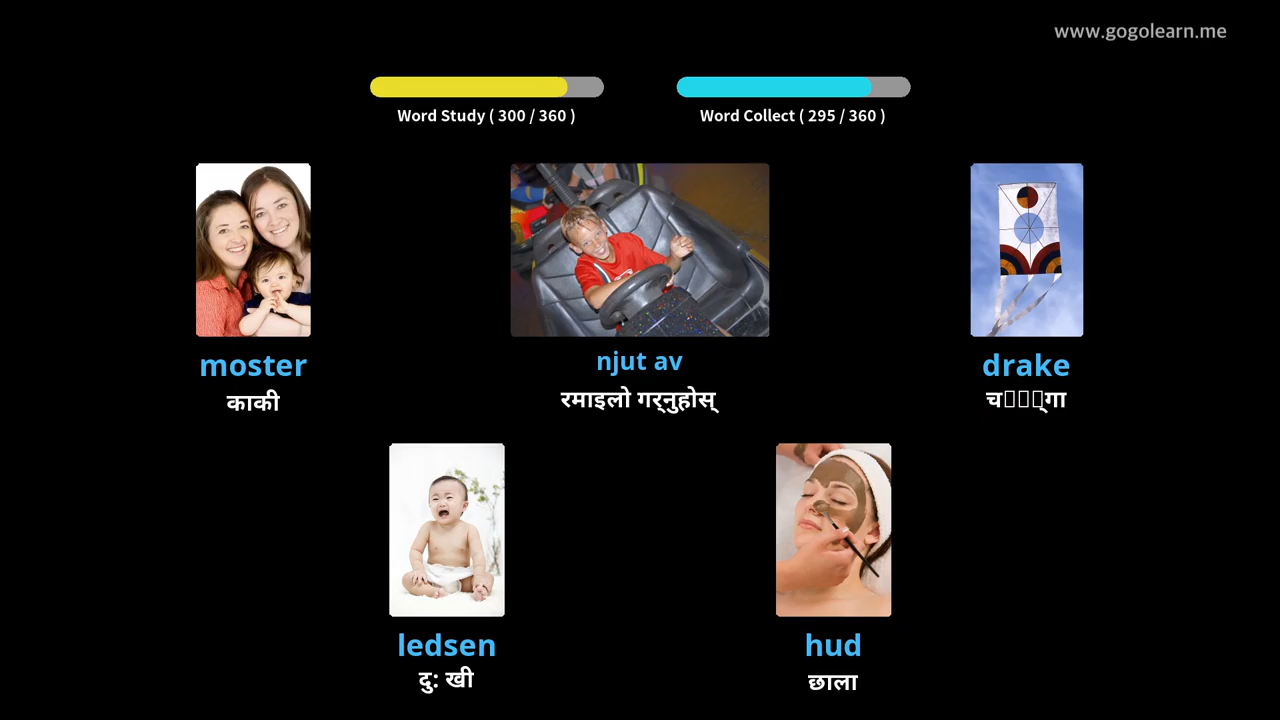 www.gogolearn.me
Word Study ( 300 / 360 )
Word Collect ( 295 / 360 )
moster
काकी
njut av
रमाइलो गर्नुहोस्
drake
ledsen
दु: खी
hud
छाला